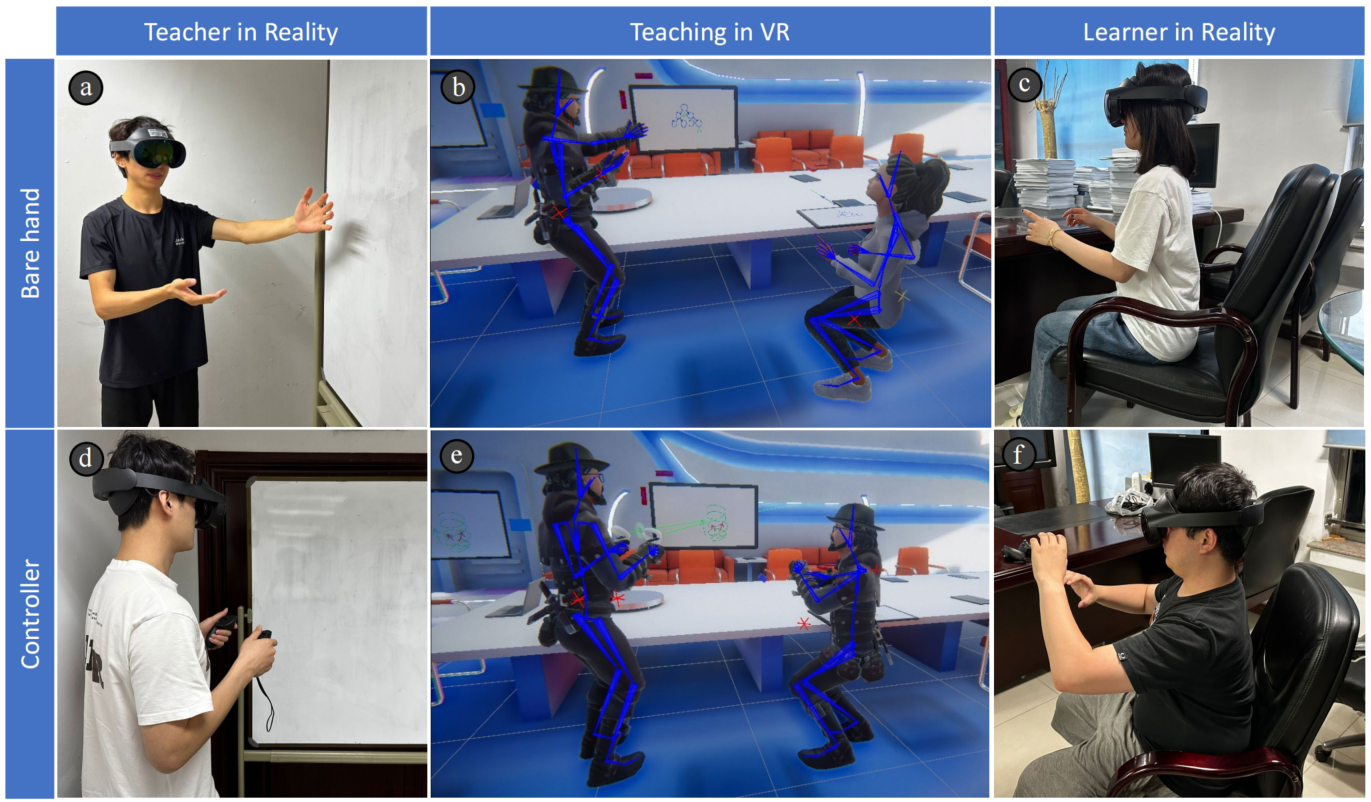 Teacher in Reality
Teaching in VR
Learner in Reality
Bare hand
a
b
c
Controller
d
e
f